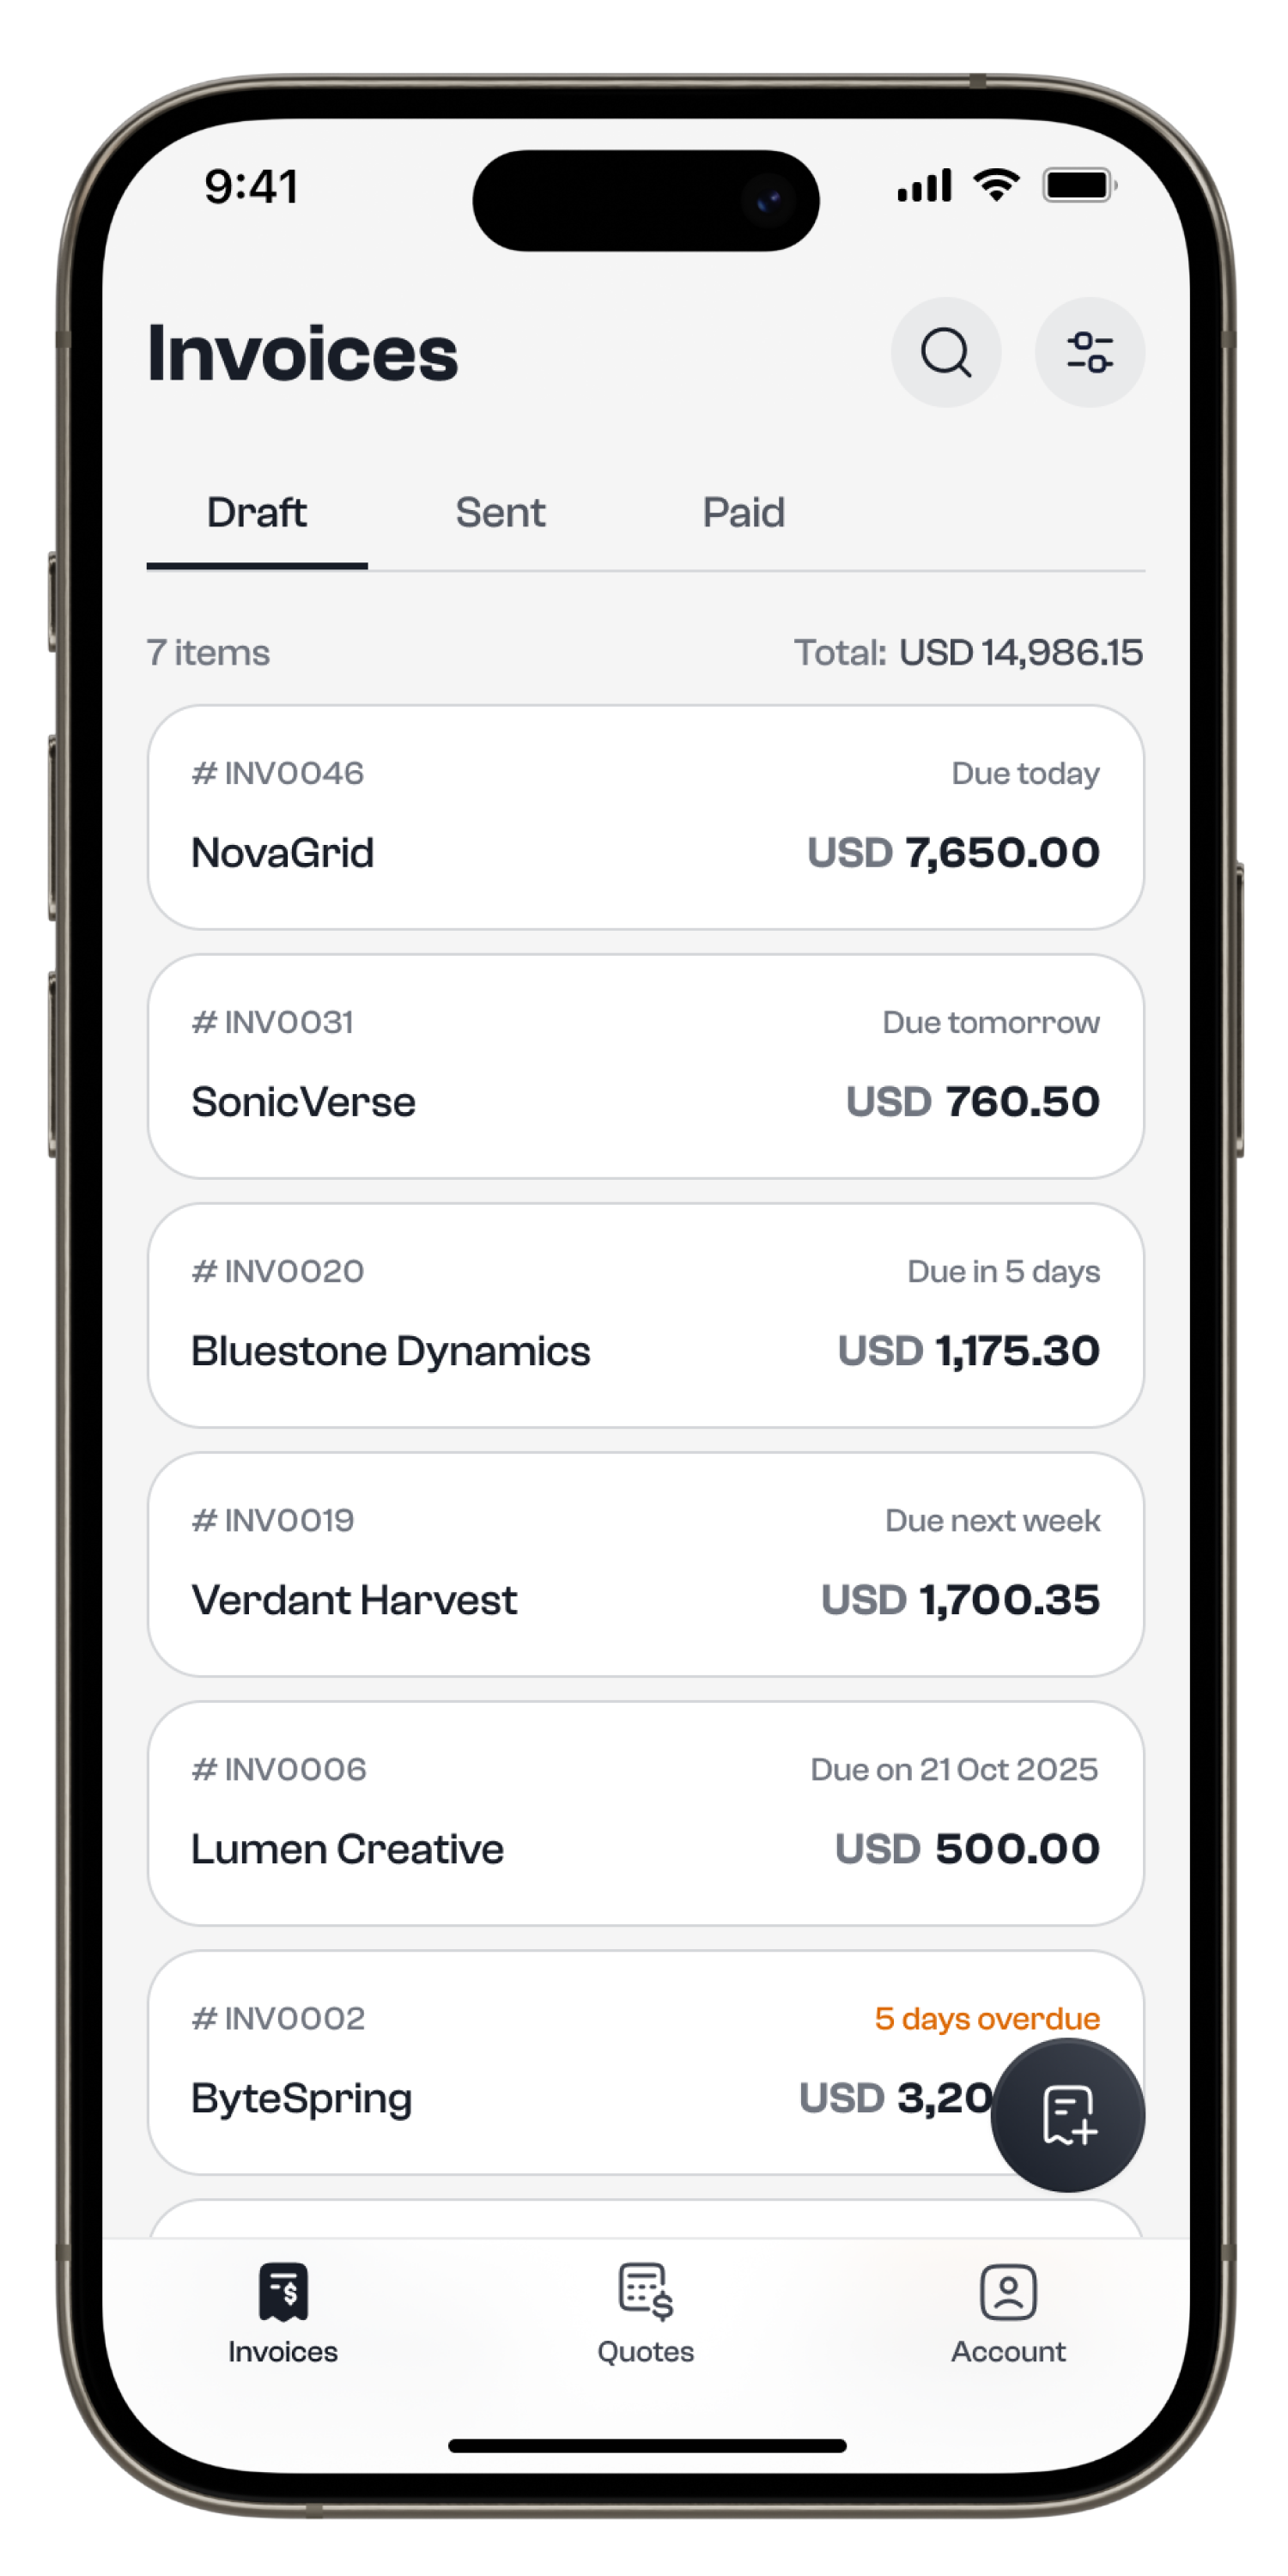 9:41
Invoices
Draft Sent Paid
7 items Total: USD 14,986.15
# INV0046 Due today
NovaGrid USD 7,650.00
# INV0031 Due tomorrow
SonicVerse USD 760.50
# INV0020 Due in 5 days
Bluestone Dynamics USD 1,175.30
# INV0019 Due next week
Verdant Harvest USD 1,700.35
# INV0006 Due on 21 Oct 2025
Lumen Creative USD 500.00
# INV0002 5 days overdue
ByteSpring USD 3,20
Invoices Quotes Account